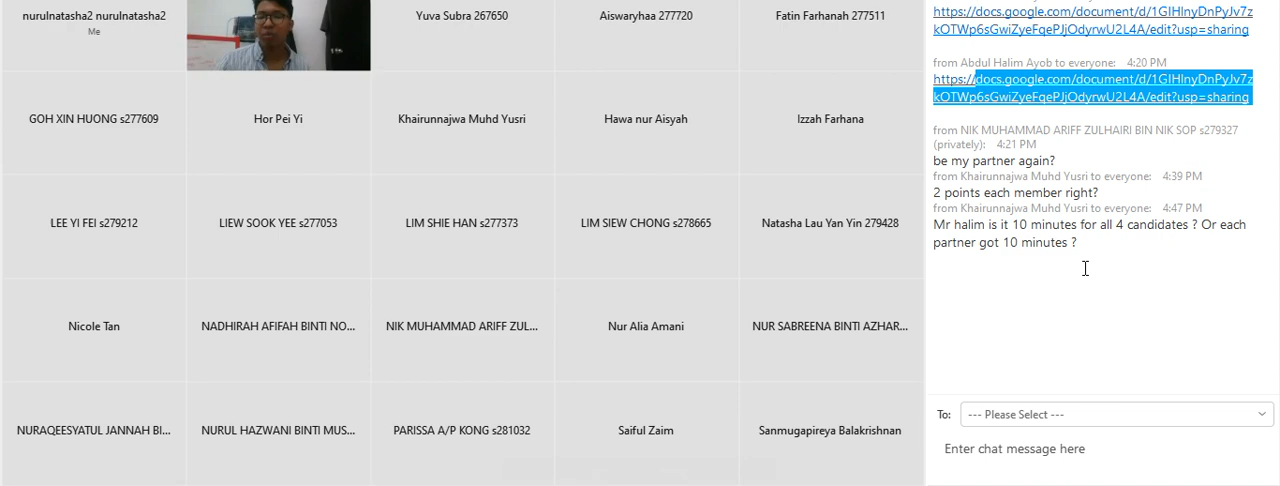 nurulnatasha2 nurulnatasha2
Me
Yuva Subra 267650
Aiswaryhaa 277720
Fatin Farhanah 277511
GOH XIN HUONG s277609
Hor Pei Yi
Khairunnajwa Muhd Yusri
Hawa nur Aisyah
Izzah Farhana
LEE YI FEI s279212
LIEW SOOK YEE s277053
LIM SHIE HAN s277373
LIM SIEW CHONG s278665
Natasha Lau Yan Yin 279428
Nicole Tan
NADHIRAH AFIFAH BINTI NO...
NIK MUHAMMAD ARIFF ZUL...
Nur Alia Amani
NUR SABREENA BINTI AZHAR...
NURAQEESYATUL JANNAH BI...
NURUL HAZWANI BINTI MUS...
PARISSA A/P KONG s281032
Saiful Zaim
Sanmugapireya Balakrishnan
https://docs.google.com/document/d/1GIHlnyDnPyJv7z
kOTWp6sGwiZyeFqePJjOdyrwU2L4A/edit?usp=sharing
from Abdul Halim Ayob to everyone: 4:20 PM
https://docs.google.com/document/d/1GIHlnyDnPyJv7z
kOTWp6sGwiZyeFqePJjOdyrwU2L4A/edit?usp=sharing
from NIK MUHAMMAD ARIFF ZULHAIRI BIN NIK SOP s279327
(privately): 4:21 PM
be my partner again?
from Khairunnajwa Muhd Yusri to everyone: 4:39 PM
2 points each member right?
from Khairunnajwa Muhd Yusri to everyone: 4:47 PM
Mr halim is it 10 minutes for all 4 candidates ? Or each
partner got 10 minutes ?
To: --- Please Select ---
Enter chat message here